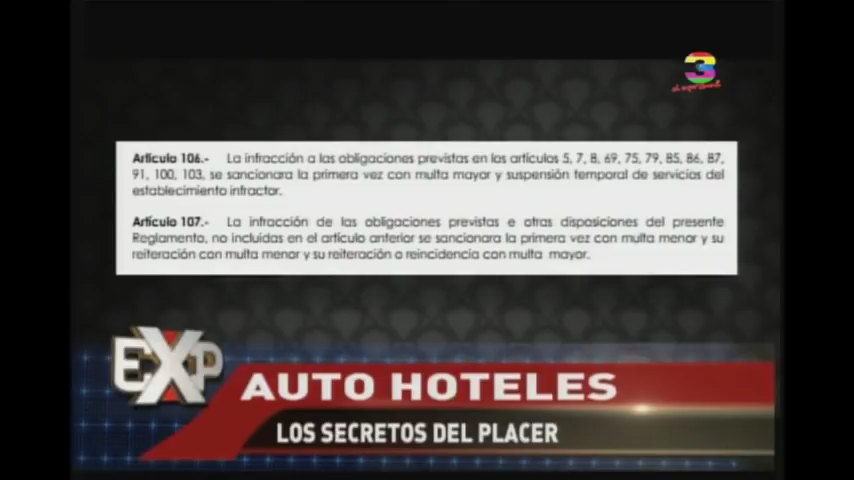 3
Artículo 106.- La infracción a las obligaciones previstas en los artículos 5, 7, 8, 69, 75, 79, 85, 86, 87,
91, 100, 103, se sancionara la primera vez con multa mayor y suspensión temporal de servicios del
establecimiento infractor.
Artículo 107.- La infracción de las obligaciones previstas e otras disposiciones del presente
Reglamento, no incluidas en el artículo anterior se sancionara la primera vez con multa menor y su
reiteración con multa menor y su reiteración o reincidencia con multa mayor.
EXP
AUTO HOTELES
LOS SECRETOS DEL PLACER